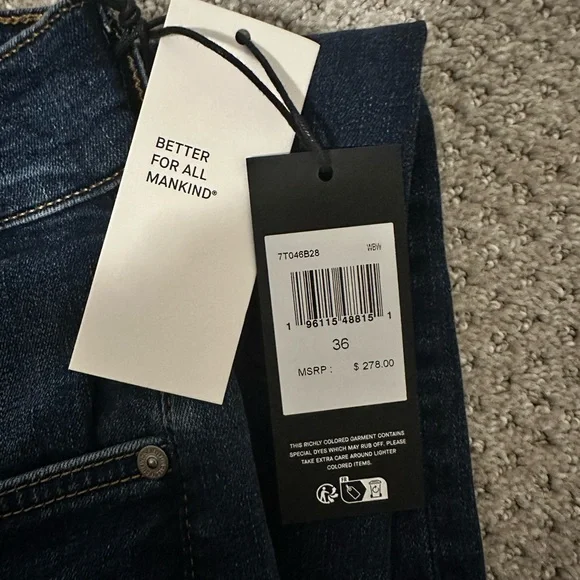 BETTER
FOR ALL
MANKIND®
7T046B28 WBW
1 96115 48815 1
36
MSRP : $ 278.00
THIS RICHLY COLORED GARMENT CONTAINS
SPECIAL DYES WHICH MAY RUB OFF. PLEASE
TAKE EXTRA CARE AROUND LIGHTER
COLORED ITEMS.
FR